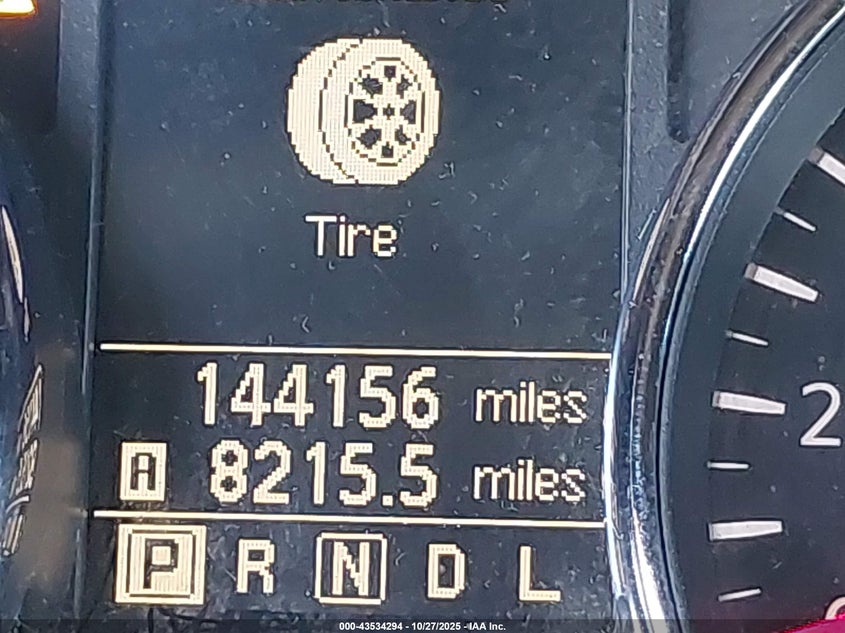 Tire
144156 miles
A 8215.5 miles
P R N D L
2
000-43534294 - 10/27/2025 - IAA Inc.